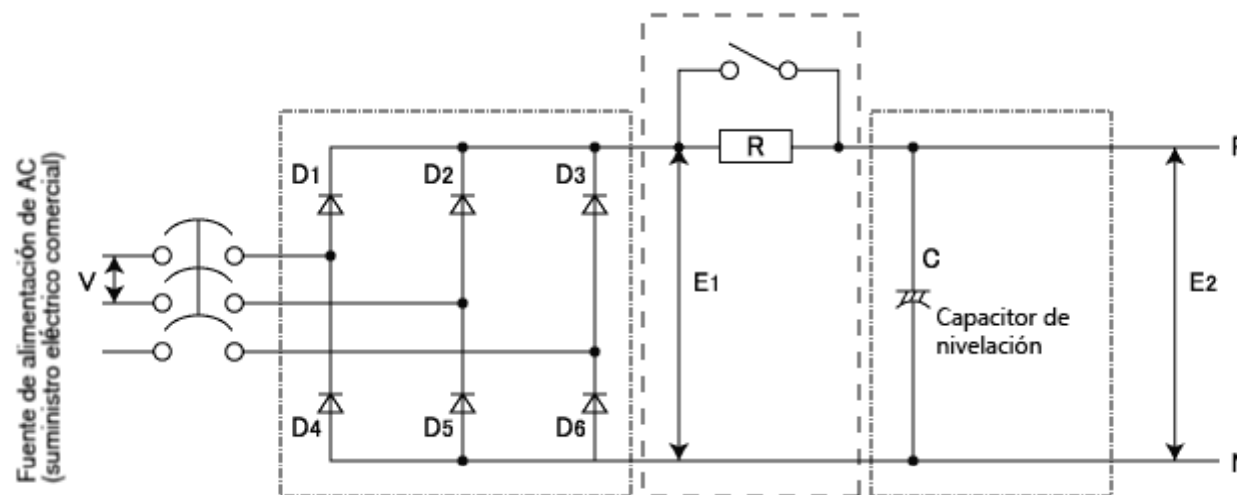 Fuente de alimentación de AC
(suministro eléctrico comercial)
V
D1
D2
D3
D4
D5
D6
R
E1
C
Capacitor de
nivelación
E2